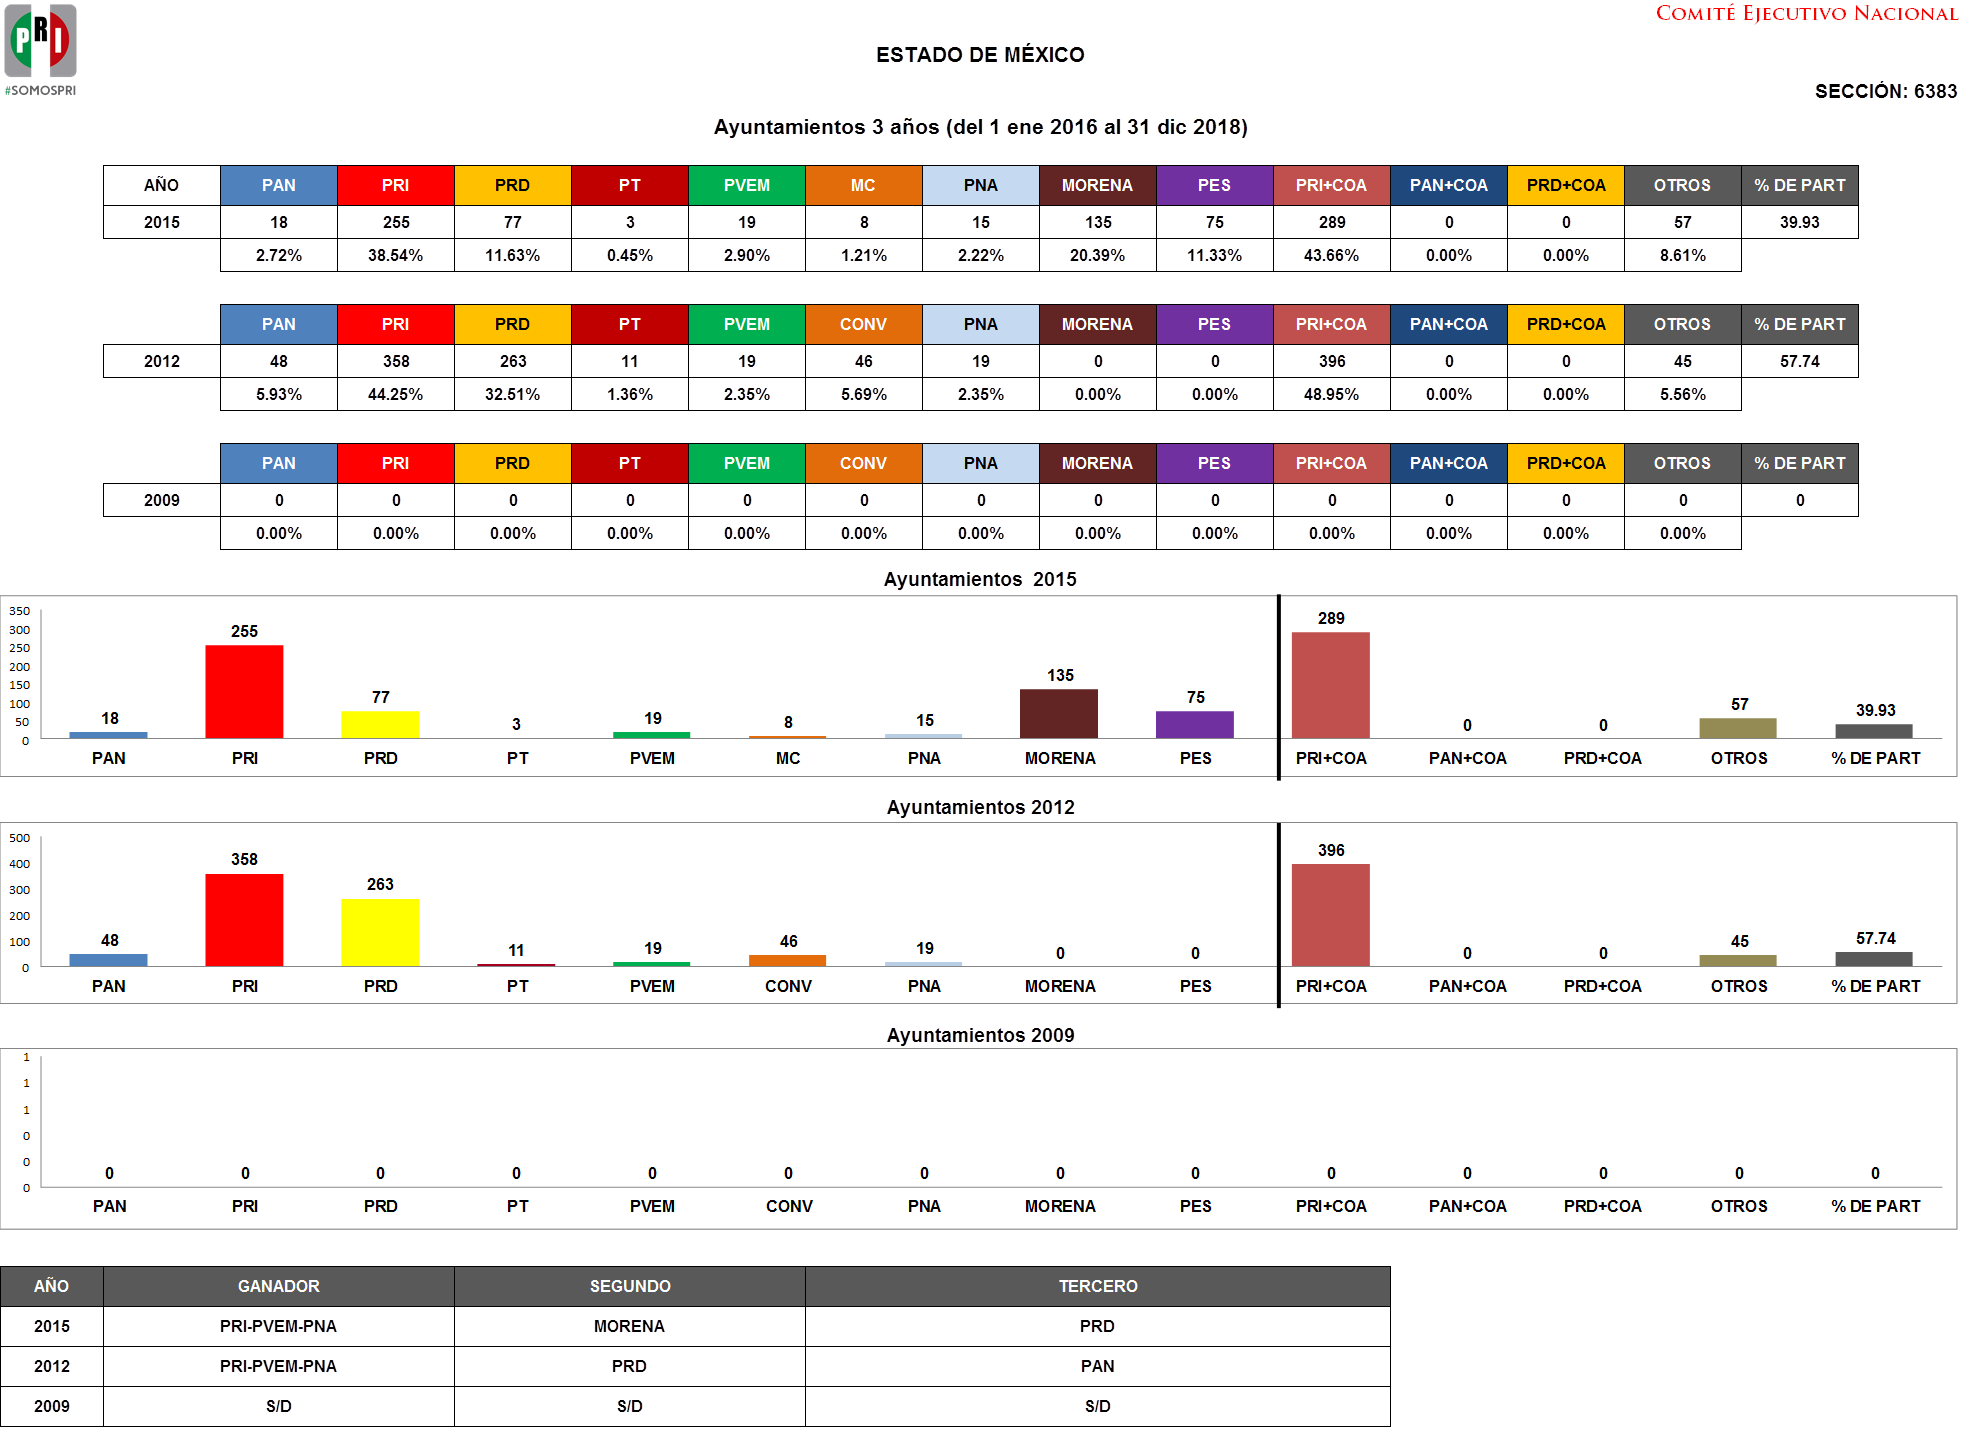 PRI
#SOMOSPRI
COMITÉ EJECUTIVO NACIONAL
ESTADO DE MÉXICO
SECCIÓN: 6383
Ayuntamientos 3 años (del 1 ene 2016 al 31 dic 2018)
AÑO PAN PRI PRD PT PVEM MC PNA MORENA PES PRI+COA PAN+COA PRD+COA OTROS % DE PART
2015 18 255 77 3 19 8 15 135 75 289 0 0 57 39.93
2.72% 38.54% 11.63% 0.45% 2.90% 1.21% 2.22% 20.39% 11.33% 43.66% 0.00% 0.00% 8.61%
PAN PRI PRD PT PVEM CONV PNA MORENA PES PRI+COA PAN+COA PRD+COA OTROS % DE PART
2012 48 358 263 11 19 46 19 0 0 396 0 0 45 57.74
5.93% 44.25% 32.51% 1.36% 2.35% 5.69% 2.35% 0.00% 0.00% 48.95% 0.00% 0.00% 5.56%
PAN PRI PRD PT PVEM CONV PNA MORENA PES PRI+COA PAN+COA PRD+COA OTROS % DE PART
2009 0 0 0 0 0 0 0 0 0 0 0 0 0 0
0.00% 0.00% 0.00% 0.00% 0.00% 0.00% 0.00% 0.00% 0.00% 0.00% 0.00% 0.00% 0.00%
Ayuntamientos 2015
350
300
250
200
150
100
50
0
18 255 77 3 19 8 15 135 75 289 0 0 57 39.93
PAN PRI PRD PT PVEM MC PNA MORENA PES PRI+COA PAN+COA PRD+COA OTROS % DE PART
Ayuntamientos 2012
500
400
300
200
100
0
48 358 263 11 19 46 19 0 0 396 0 0 45 57.74
PAN PRI PRD PT PVEM CONV PNA MORENA PES PRI+COA PAN+COA PRD+COA OTROS % DE PART
Ayuntamientos 2009
1
1
1
0
0
0
0 0 0 0 0 0 0 0 0 0 0 0 0 0
PAN PRI PRD PT PVEM CONV PNA MORENA PES PRI+COA PAN+COA PRD+COA OTROS % DE PART
AÑO GANADOR SEGUNDO TERCERO
2015 PRI-PVEM-PNA MORENA PRD
2012 PRI-PVEM-PNA PRD PAN
2009 S/D S/D S/D